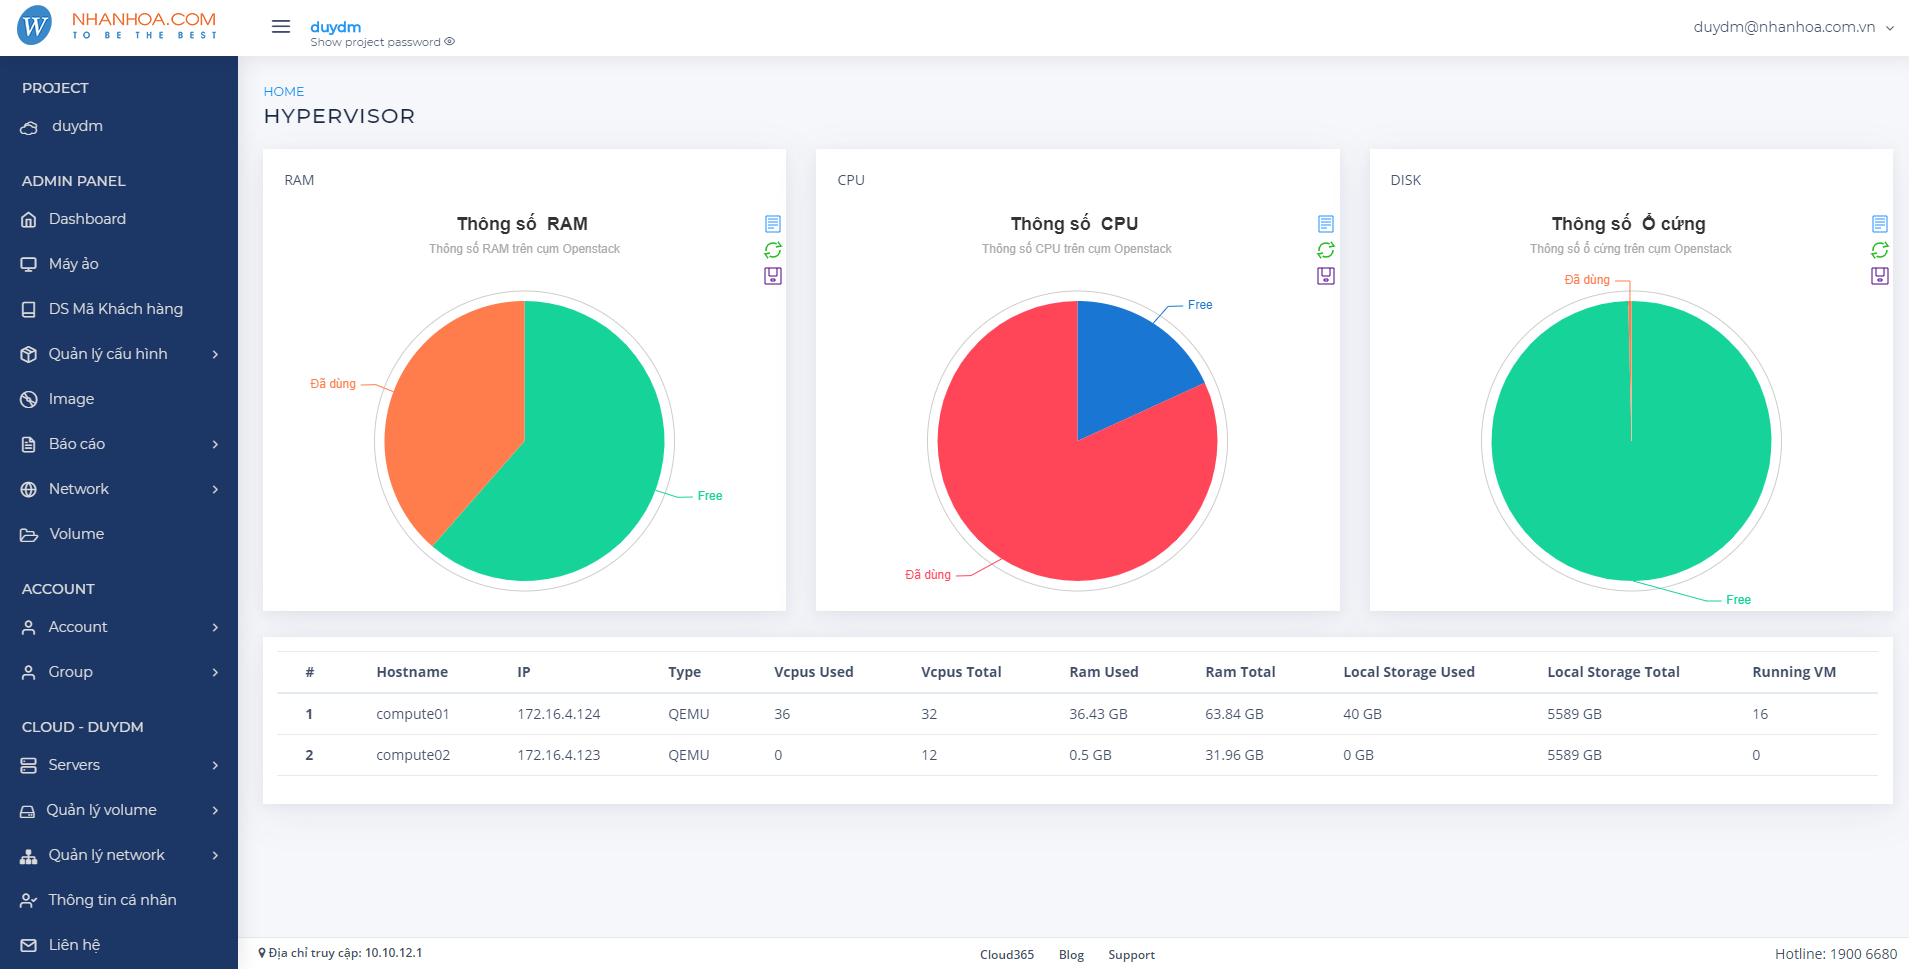 W NHANHOA.COM
TO BE THE BEST
duydm
Show project password
duydm@nhanhoa.com.vn
PROJECT
duydm
ADMIN PANEL
Dashboard
Máy ảo
DS Mã Khách hàng
Quản lý cấu hình
Image
Báo cáo
Network
Volume
ACCOUNT
Account
Group
CLOUD - DUYDM
Servers
Quản lý volume
Quản lý network
Thông tin cá nhân
Liên hệ
HOME
HYPERVISOR
RAM
Thông số RAM
Thông số RAM trên cụm Openstack
Đã dùng
Free
CPU
Thông số CPU
Thông số CPU trên cụm Openstack
Free
Đã dùng
DISK
Thông số Ổ cứng
Thông số ổ cứng trên cụm Openstack
Đã dùng
Free
# Hostname IP Type Vcpus Used Vcpus Total Ram Used Ram Total Local Storage Used Local Storage Total Running VM
1 compute01 172.16.4.124 QEMU 36 32 36.43 GB 63.84 GB 40 GB 5589 GB 16
2 compute02 172.16.4.123 QEMU 0 12 0.5 GB 31.96 GB 0 GB 5589 GB 0
Địa chỉ truy cập: 10.10.12.1
Cloud365 Blog Support
Hotline: 1900 6680